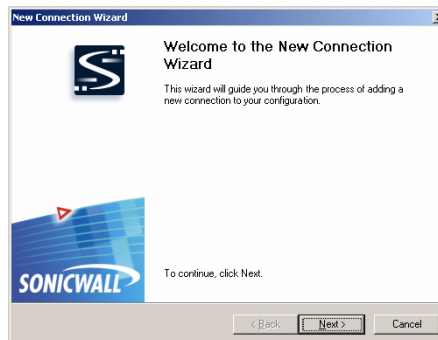 New Connection Wizard
Welcome to the New Connection
Wizard
This wizard will guide you through the process of adding a
new connection to your configuration.
SONICWALL
To continue, click Next.
< Back
Next >
Cancel